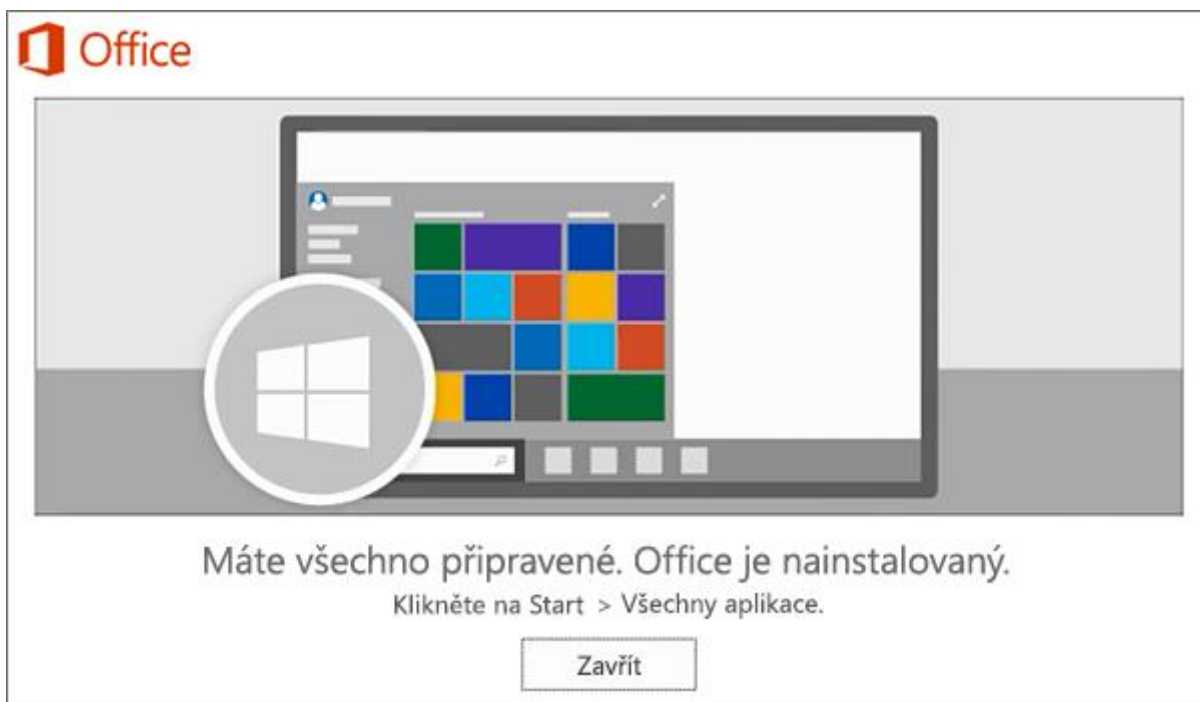 Office
Máte všechno připravené. Office je nainstalovaný.
Klikněte na Start > Všechny aplikace.
Zavřít